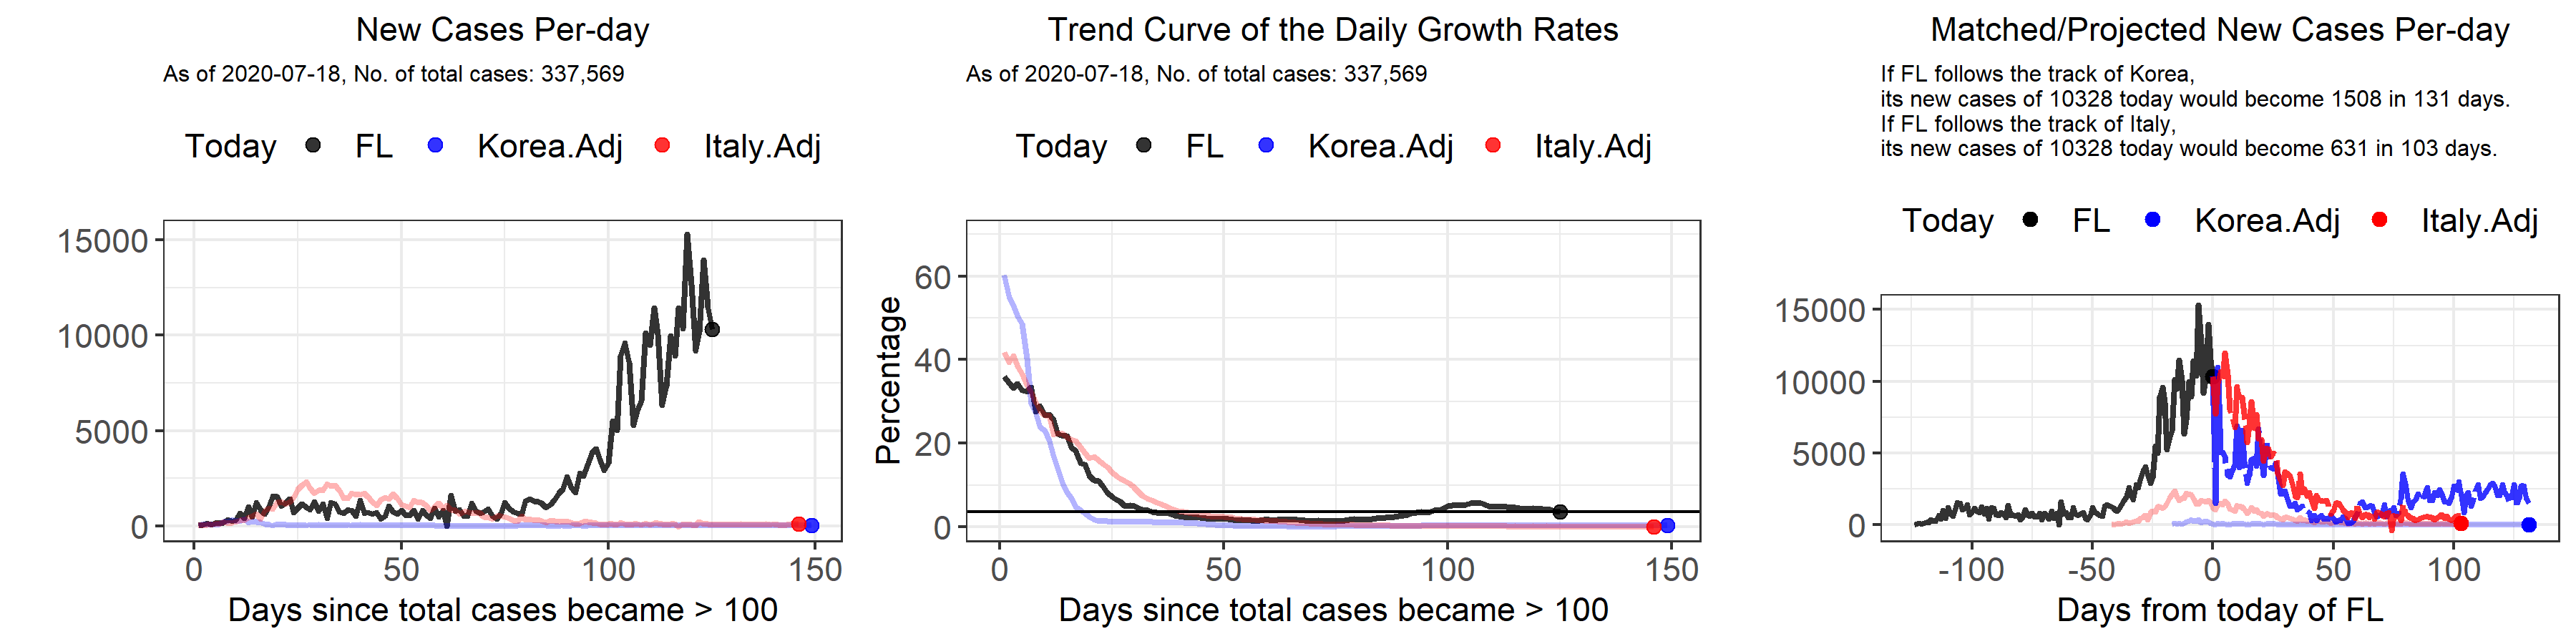 New Cases Per-day
As of 2020-07-18, No. of total cases: 337,569
Today FL Korea.Adj Italy.Adj
15000
10000
5000
0
0 50 100 150
Days since total cases became > 100
Trend Curve of the Daily Growth Rates
As of 2020-07-18, No. of total cases: 337,569
Today FL Korea.Adj Italy.Adj
Percentage
60
40
20
0
0 50 100 150
Days since total cases became > 100
Matched/Projected New Cases Per-day
If FL follows the track of Korea,
its new cases of 10328 today would become 1508 in 131 days.
If FL follows the track of Italy,
its new cases of 10328 today would become 631 in 103 days.
Today FL Korea.Adj Italy.Adj
15000
10000
5000
0
-100 -50 0 50 100
Days from today of FL